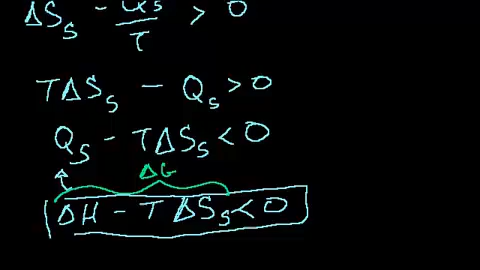 ΔS_S - Q_S/T > 0
TΔS_S - Q_S > 0
Q_S - TΔS_S < 0
ΔG
ΔH - TΔS_S < 0